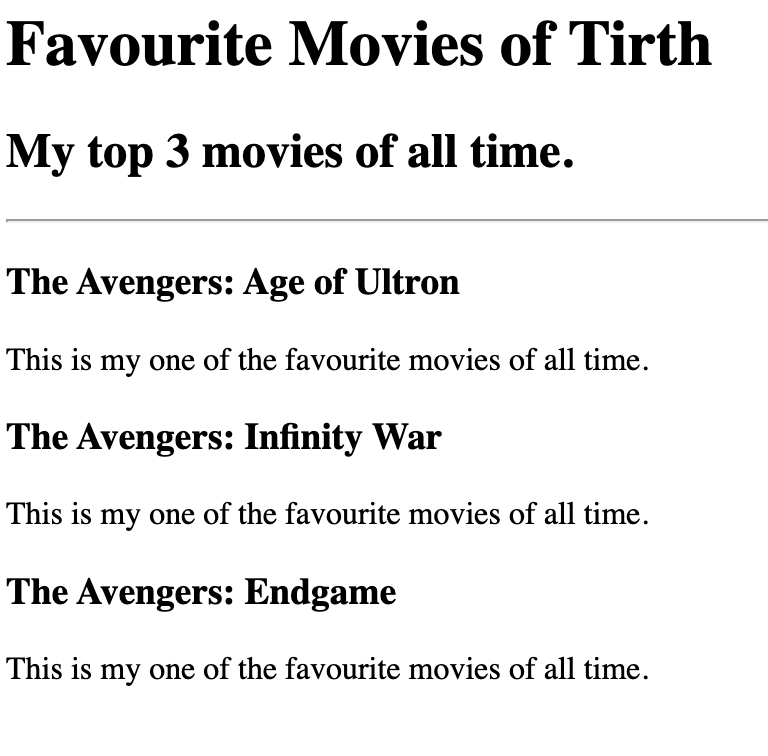 Favourite Movies of Tirth
My top 3 movies of all time.
The Avengers: Age of Ultron
This is my one of the favourite movies of all time.
The Avengers: Infinity War
This is my one of the favourite movies of all time.
The Avengers: Endgame
This is my one of the favourite movies of all time.